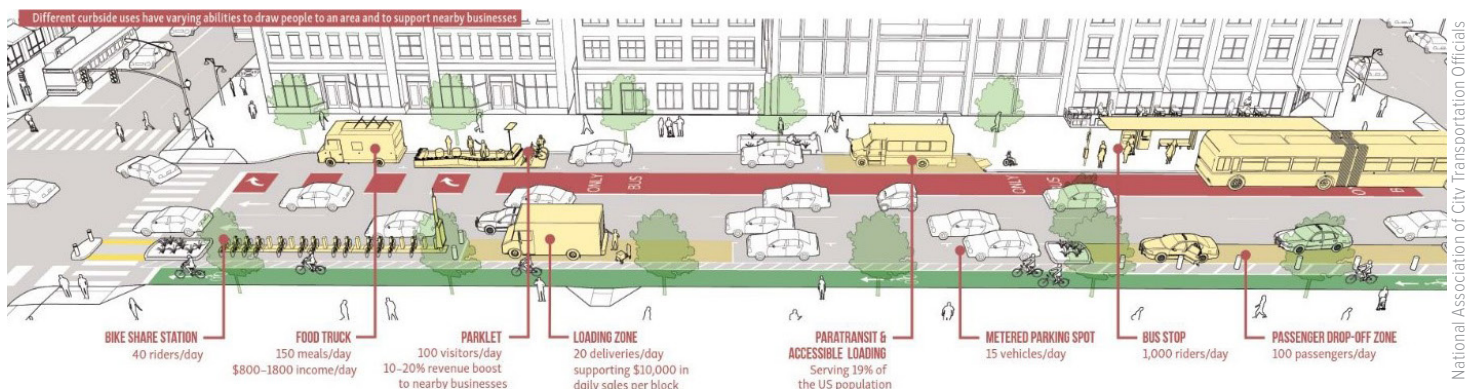 Different curbside uses have varying abilities to draw people to an area and to support nearby businesses
ONLY
BUS
ONLY
BUS
BIKE SHARE STATION
40 riders/day
FOOD TRUCK
150 meals/day
$800–1800 income/day
PARKLET
100 visitors/day
10–20% revenue boost
to nearby businesses
LOADING ZONE
20 deliveries/day
supporting $10,000 in
daily sales per block
PARATRANSIT &
ACCESSIBLE LOADING
Serving 19% of
the US population
METERED PARKING SPOT
15 vehicles/day
BUS STOP
1,000 riders/day
PASSENGER DROP-OFF ZONE
100 passengers/day
National Association of City Transportation Officials